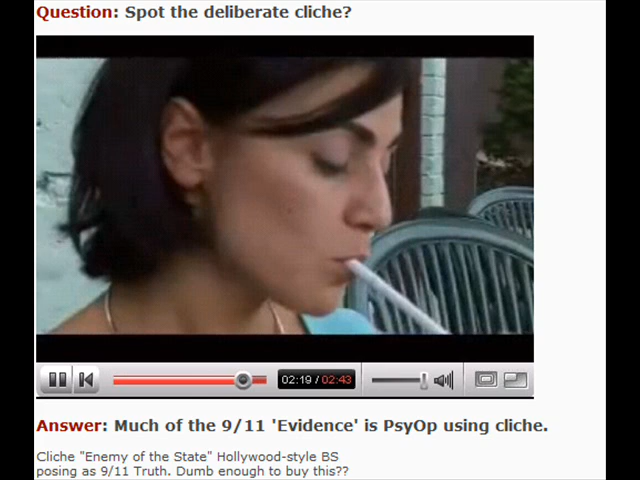 Question: Spot the deliberate cliche?
02:19 / 02:43
Answer: Much of the 9/11 'Evidence' is PsyOp using cliche.
Cliche "Enemy of the State" Hollywood-style BS
posing as 9/11 Truth. Dumb enough to buy this??